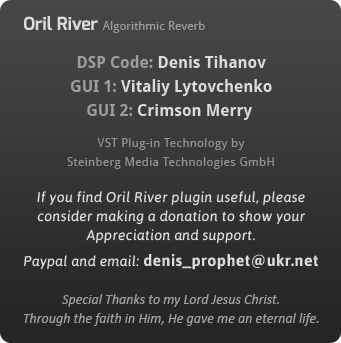 Oril River Algorithmic Reverb
DSP Code: Denis Tihanov
GUI 1: Vitaliy Lytovchenko
GUI 2: Crimson Merry
VST Plug-in Technology by
Steinberg Media Technologies GmbH
If you find Oril River plugin useful, please
consider making a donation to show your
Appreciation and support.
Paypal and email: denis_prophet@ukr.net
Special Thanks to my Lord Jesus Christ.
Through the faith in Him, He gave me an eternal life.